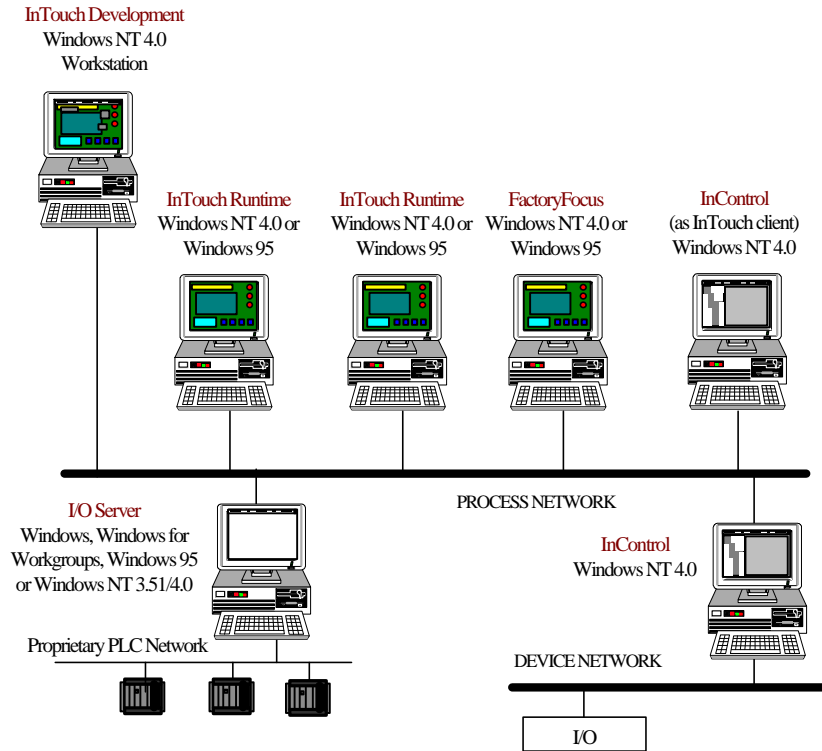 InTouch Development
Windows NT 4.0
Workstation
InTouch Runtime
Windows NT 4.0 or
Windows 95
InTouch Runtime
Windows NT 4.0 or
Windows 95
FactoryFocus
Windows NT 4.0 or
Windows 95
InControl
(as InTouch client)
Windows NT 4.0
PROCESS NETWORK
I/O Server
Windows, Windows for
Workgroups, Windows 95
or Windows NT 3.51/4.0
InControl
Windows NT 4.0
Proprietary PLC Network
DEVICE NETWORK
I/O